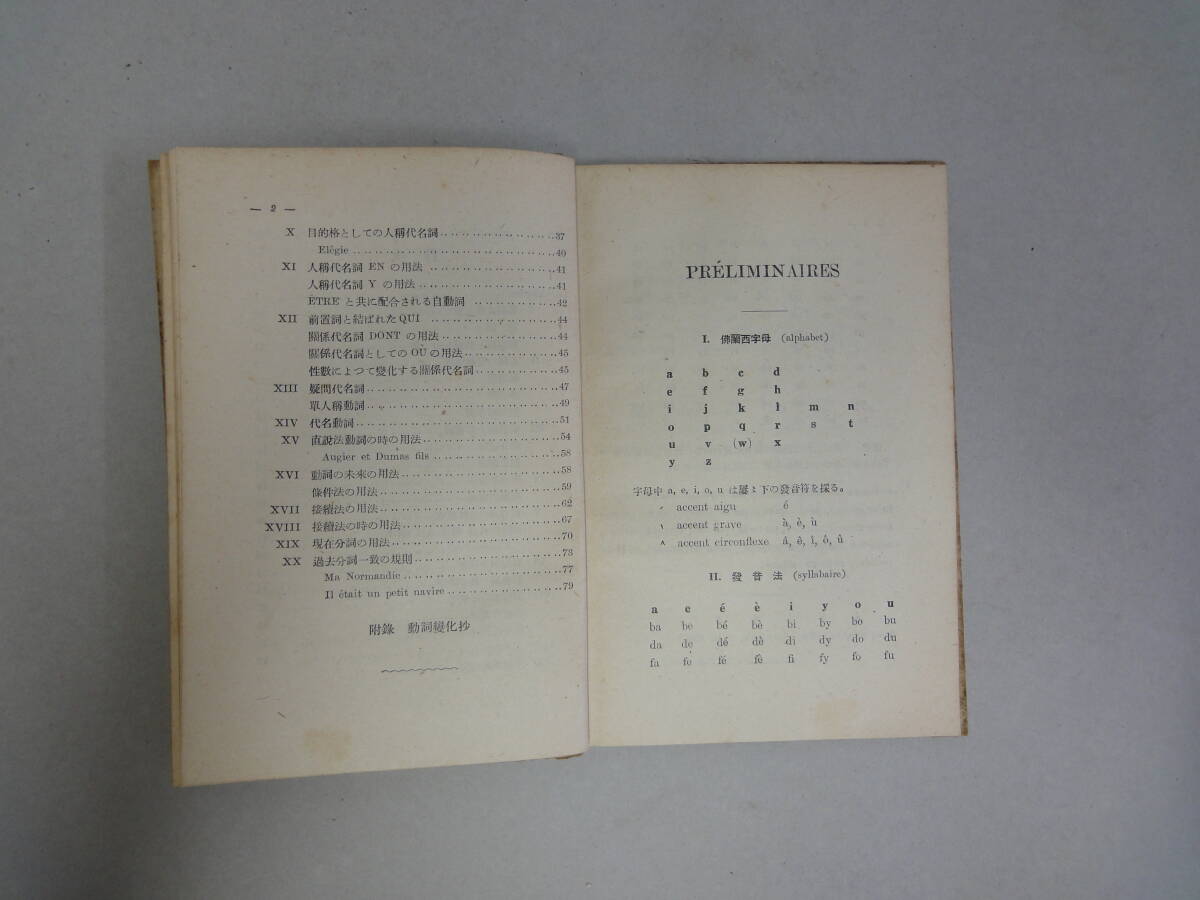 — 2 —
X 目的格としての人稱代名詞 37
Elégie 40
XI 人稱代名詞 EN の用法 41
人稱代名詞 Y の用法 41
ÊTRE と共に配合される自動詞 42
XII 前置詞と結ばれた QUI 44
關係代名詞 DONT の用法 44
關係代名詞としての OU の用法 45
性數によつて變化する關係代名詞 45
XIII 疑問代名詞 47
單人稱動詞 49
XIV 代名動詞 51
XV 直說法動詞の時の用法 54
Augier et Dumas fils 58
XVI 動詞の未來の用法 58
條件法の用法 59
XVII 接續法の用法 62
XVIII 接續法の時の用法 67
XIX 現在分詞の用法 70
XX 過去分詞一致の規則 73
Ma Normandie 77
Il était un petit navire 79
附錄 動詞變化抄
PRÉLIMINAIRES
I. 佛蘭西字母 (alphabet)
a b c d
e f g h
i j k l m n
o p q r s t
u v (w) x
y z
字母中 a, e, i, o, u は屢〻下の發音符を採る。
ˊ accent aigu é
ˋ accent grave à, è, ù
^ accent circonflexe â, ê, î, ô, û
II. 發音法 (syllabaire)
a e é è i y o u
ba be bé bè bi by bo bu
da de dé dè di dy do du
fa fe fé fè fi fy fo fu